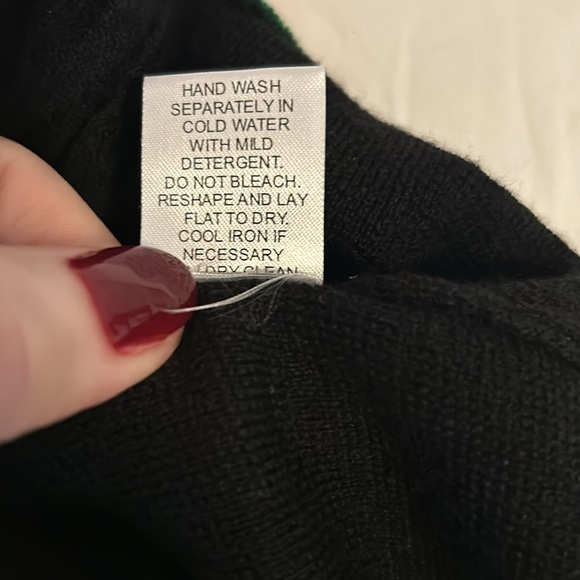 HAND WASH
SEPARATELY IN
COLD WATER
WITH MILD
DETERGENT.
DO NOT BLEACH.
RESHAPE AND LAY
FLAT TO DRY.
COOL IRON IF
NECESSARY
DRY CLEAN